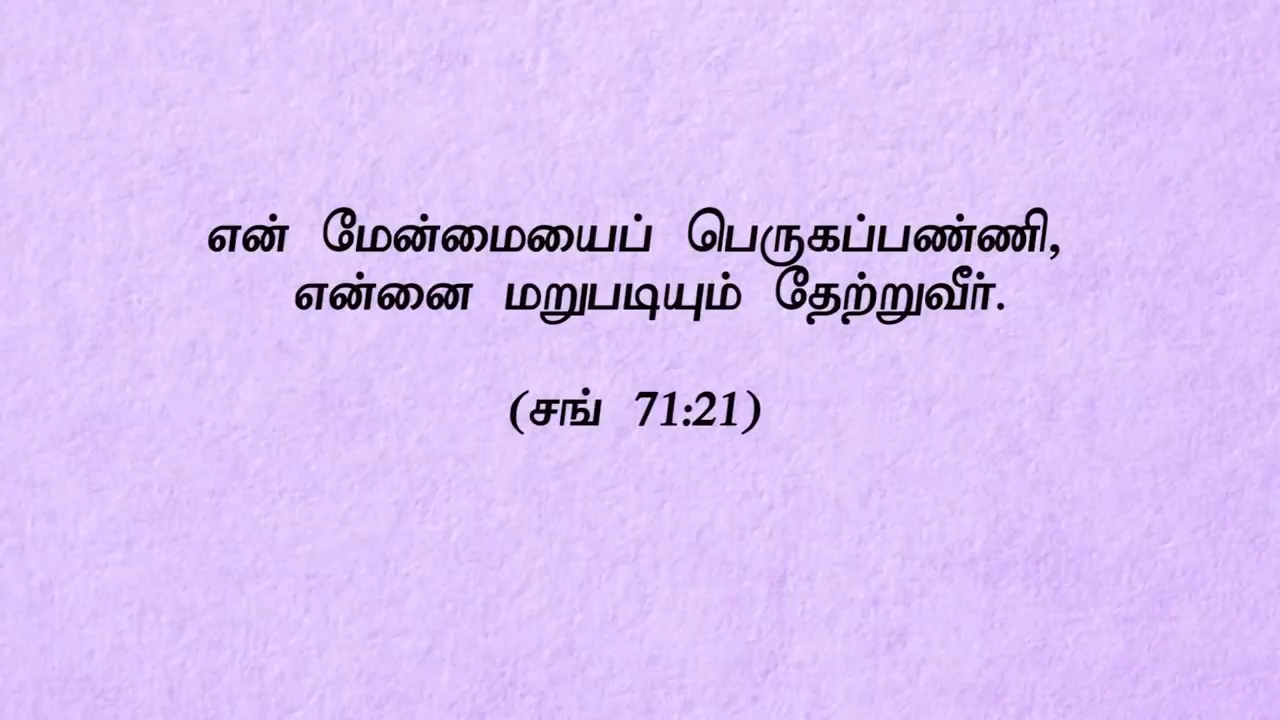 என் மேன்மையைப் பெருகப்பண்ணி,
என்னை மறுபடியும் தேற்றுவீர்.
(சங் 71:21)